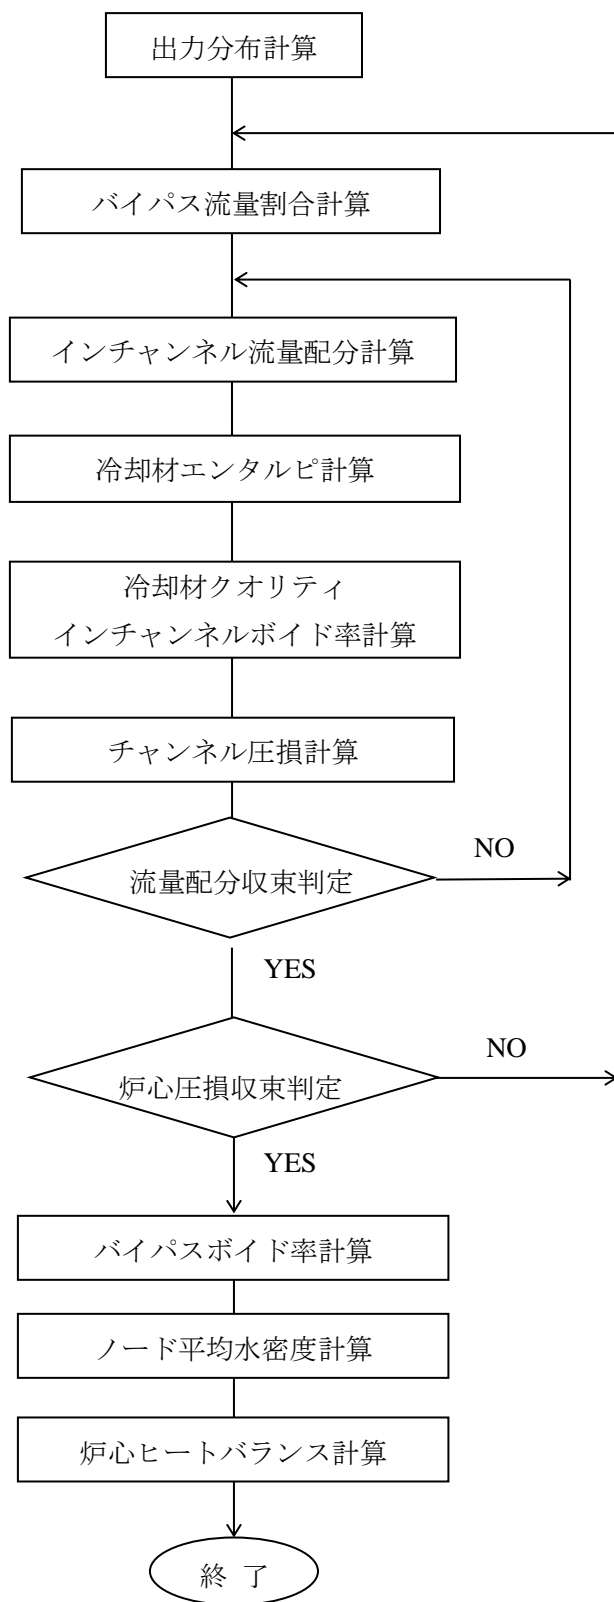 出力分布計算
バイパス流量割合計算
インチャンネル流量配分計算
冷却材エンタルピ計算
冷却材クオリティ
インチャンネルボイド率計算
チャンネル圧損計算
流量配分収束判定
NO
YES
炉心圧損収束判定
NO
YES
バイパスボイド率計算
ノード平均水密度計算
炉心ヒートバランス計算
終 了